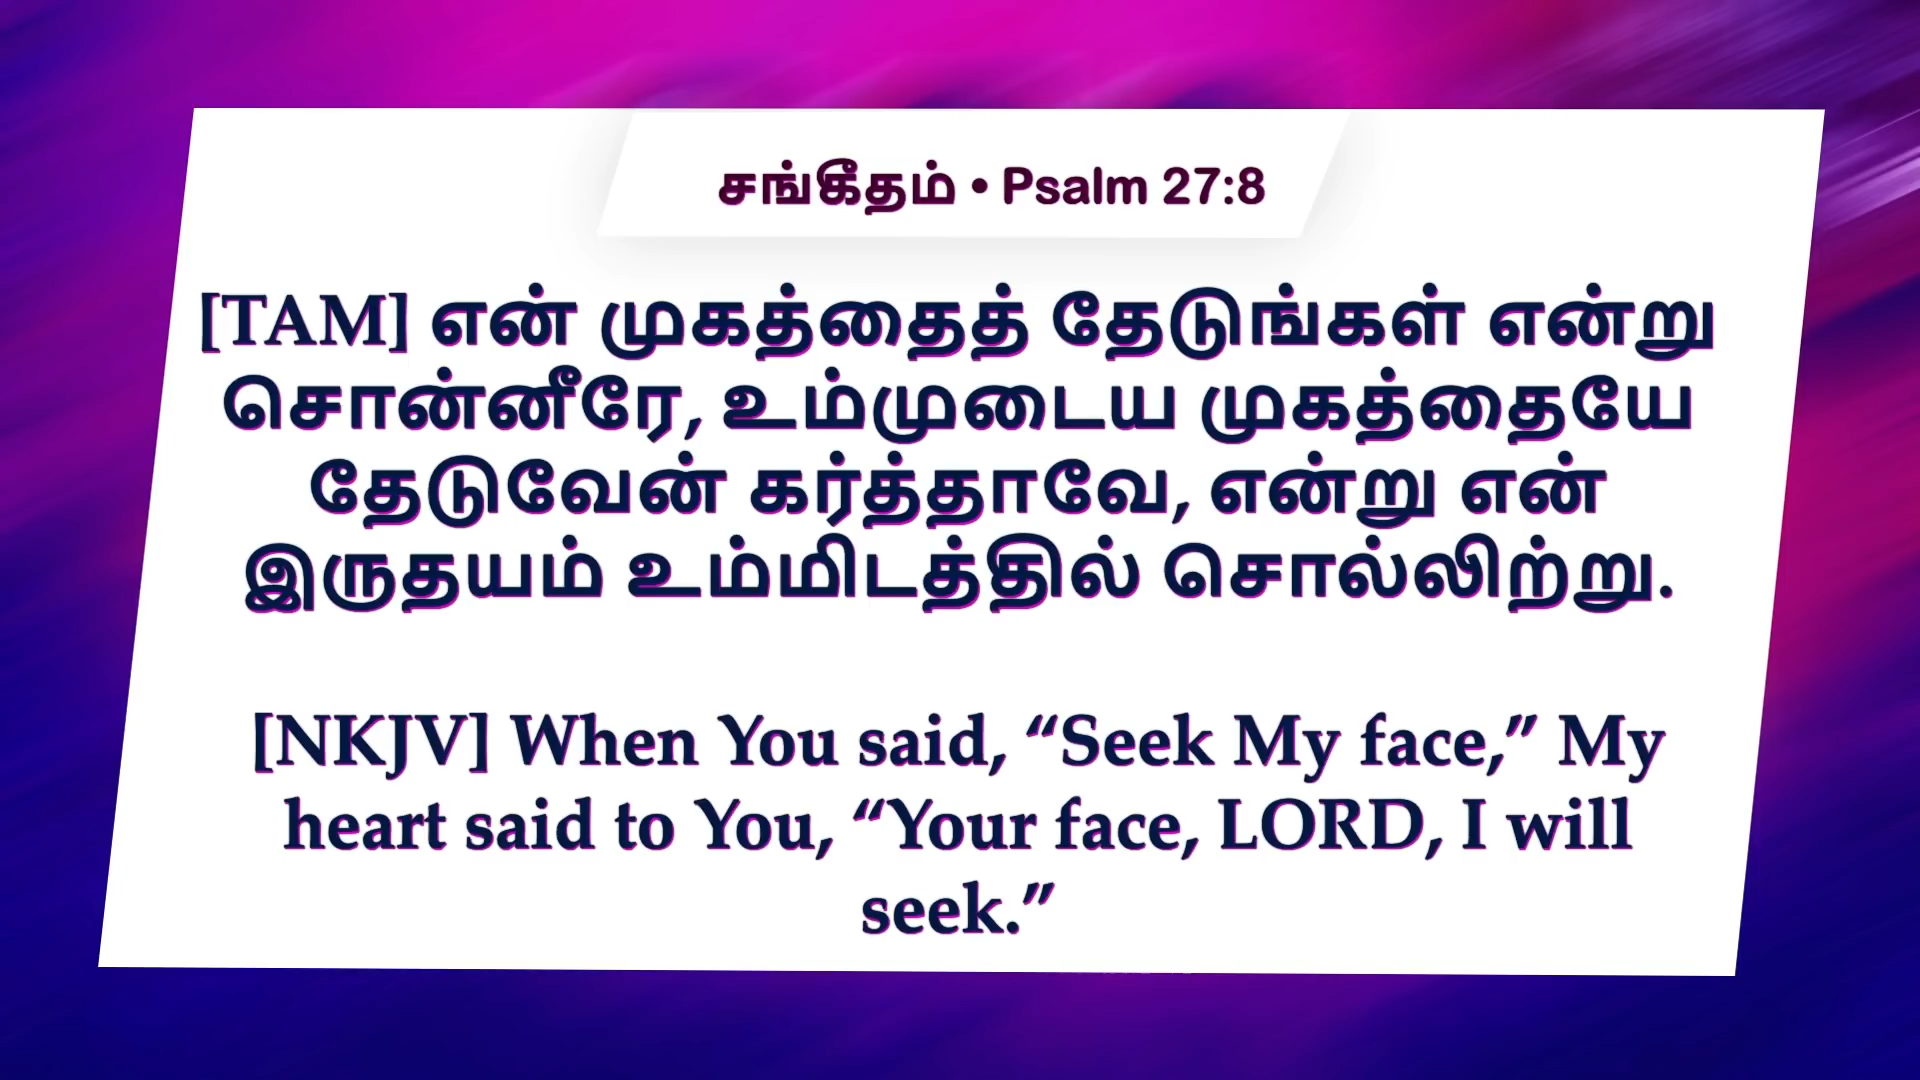 சங்கீதம் • Psalm 27:8
[TAM] என் முகத்தைத் தேடுங்கள் என்று
சொன்னீரே, உம்முடைய முகத்தையே
தேடுவேன் கர்த்தாவே, என்று என்
இருதயம் உம்மிடத்தில் சொல்லிற்று.
[NKJV] When You said, “Seek My face,” My
heart said to You, “Your face, LORD, I will
seek.”